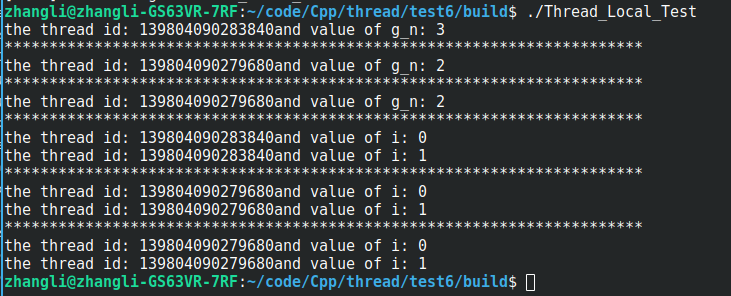 zhangli@zhangli-GS63VR-7RF:~/code/Cpp/thread/test6/build$ ./Thread_Local_Test
the thread id: 139804090283840and value of g_n: 3
***********************************************************************
the thread id: 139804090279680and value of g_n: 2
***********************************************************************
the thread id: 139804090279680and value of g_n: 2
***********************************************************************
the thread id: 139804090283840and value of i: 0
the thread id: 139804090283840and value of i: 1
***********************************************************************
the thread id: 139804090279680and value of i: 0
the thread id: 139804090279680and value of i: 1
***********************************************************************
the thread id: 139804090279680and value of i: 0
the thread id: 139804090279680and value of i: 1
zhangli@zhangli-GS63VR-7RF:~/code/Cpp/thread/test6/build$